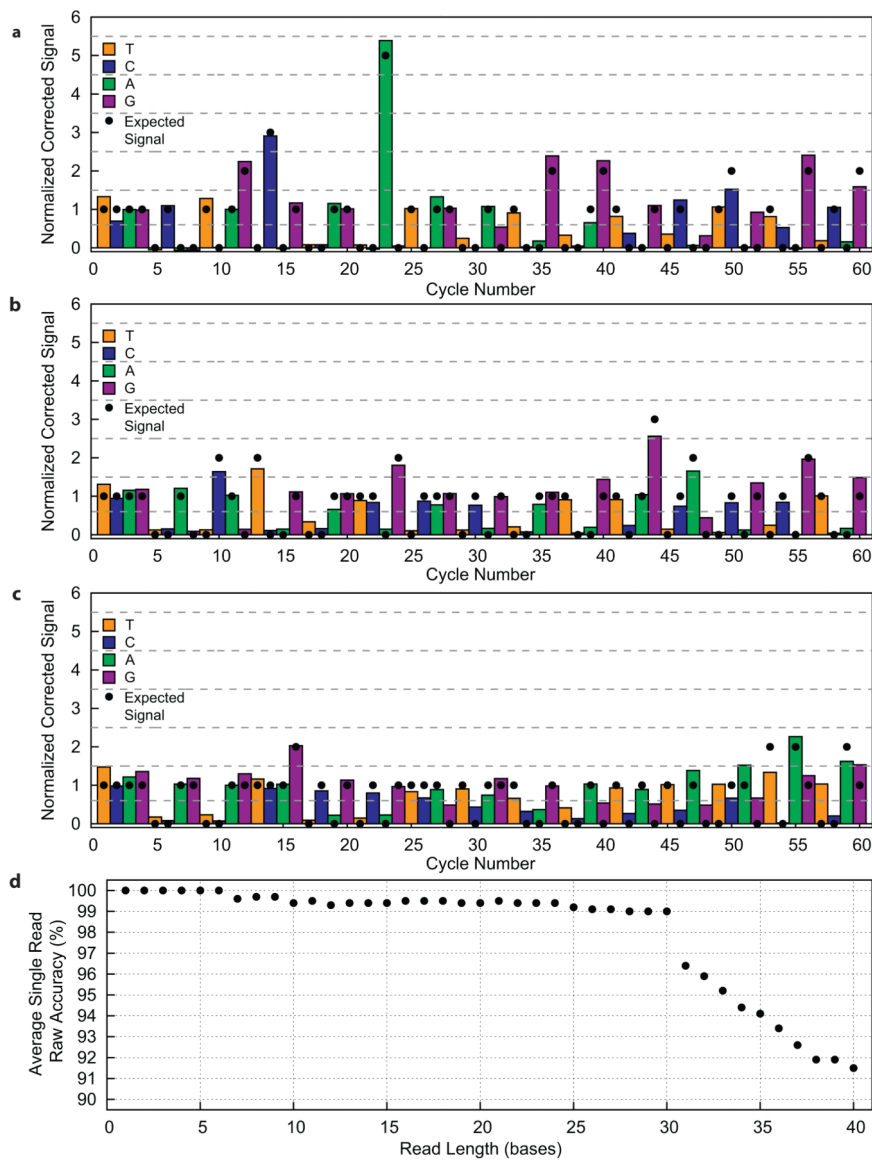 a
Normalized Corrected Signal
6
5
4
3
2
1
0
T
C
A
G
Expected
Signal
0 5 10 15 20 25 30 35 40 45 50 55 60
Cycle Number
b
Normalized Corrected Signal
6
5
4
3
2
1
0
T
C
A
G
Expected
Signal
0 5 10 15 20 25 30 35 40 45 50 55 60
Cycle Number
c
Normalized Corrected Signal
6
5
4
3
2
1
0
T
C
A
G
Expected
Signal
0 5 10 15 20 25 30 35 40 45 50 55 60
Cycle Number
d
Average Single Read
Raw Accuracy (%)
100
99
98
97
96
95
94
93
92
91
90
0 5 10 15 20 25 30 35 40
Read Length (bases)